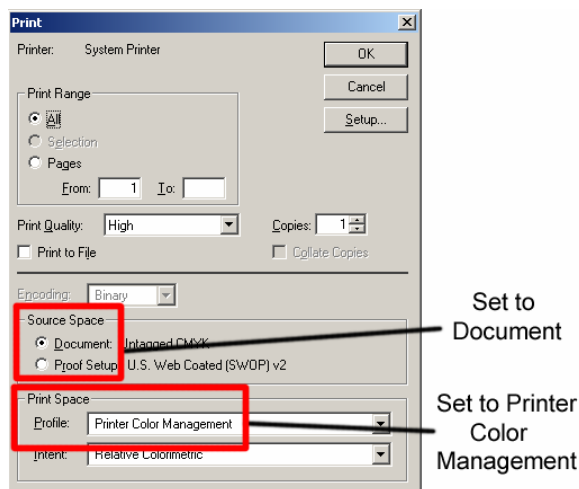 Print
Printer: System Printer
OK
Cancel
Setup...
Print Range
All
Selection
Pages
From: 1 To:
Print Quality: High
Copies: 1
Print to File
Collate Copies
Encoding: Binary
Source Space
Document: Untagged CMYK
Proof Setup: U.S. Web Coated (SWOP) v2
Set to
Document
Print Space
Profile: Printer Color Management
Intent: Relative Colorimetric
Set to Printer
Color
Management